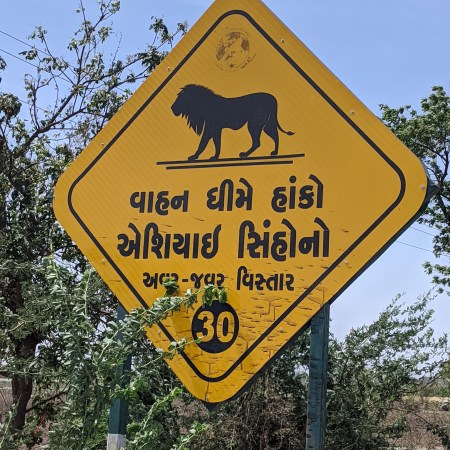 વાહન ધીમે હાંકો
એશિયાઇ સિંહોનો
અવર-જવર વિસ્તાર
30